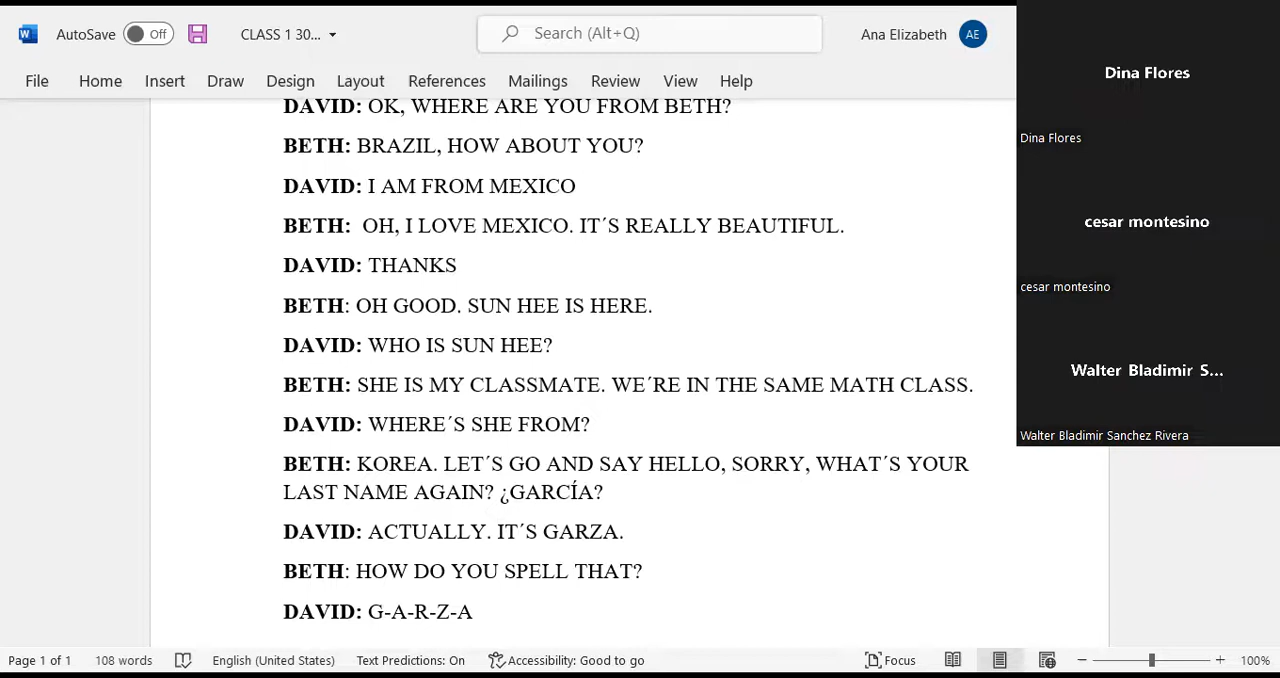 AutoSave Off CLASS 1 30... Search (Alt+Q) Ana Elizabeth AE
File Home Insert Draw Design Layout References Mailings Review View Help
DAVID: OK, WHERE ARE YOU FROM BETH?
BETH: BRAZIL, HOW ABOUT YOU?
DAVID: I AM FROM MEXICO
BETH:  OH, I LOVE MEXICO. IT´S REALLY BEAUTIFUL.
DAVID: THANKS
BETH: OH GOOD. SUN HEE IS HERE.
DAVID: WHO IS SUN HEE?
BETH: SHE IS MY CLASSMATE. WE´RE IN THE SAME MATH CLASS.
DAVID: WHERE´S SHE FROM?
BETH: KOREA. LET´S GO AND SAY HELLO, SORRY, WHAT´S YOUR
LAST NAME AGAIN? ¿GARCÍA?
DAVID: ACTUALLY. IT´S GARZA.
BETH: HOW DO YOU SPELL THAT?
DAVID: G-A-R-Z-A
Page 1 of 1 108 words English (United States) Text Predictions: On Accessibility: Good to go Focus 100%
Dina Flores
Dina Flores
cesar montesino
cesar montesino
Walter Bladimir S...
Walter Bladimir Sanchez Rivera